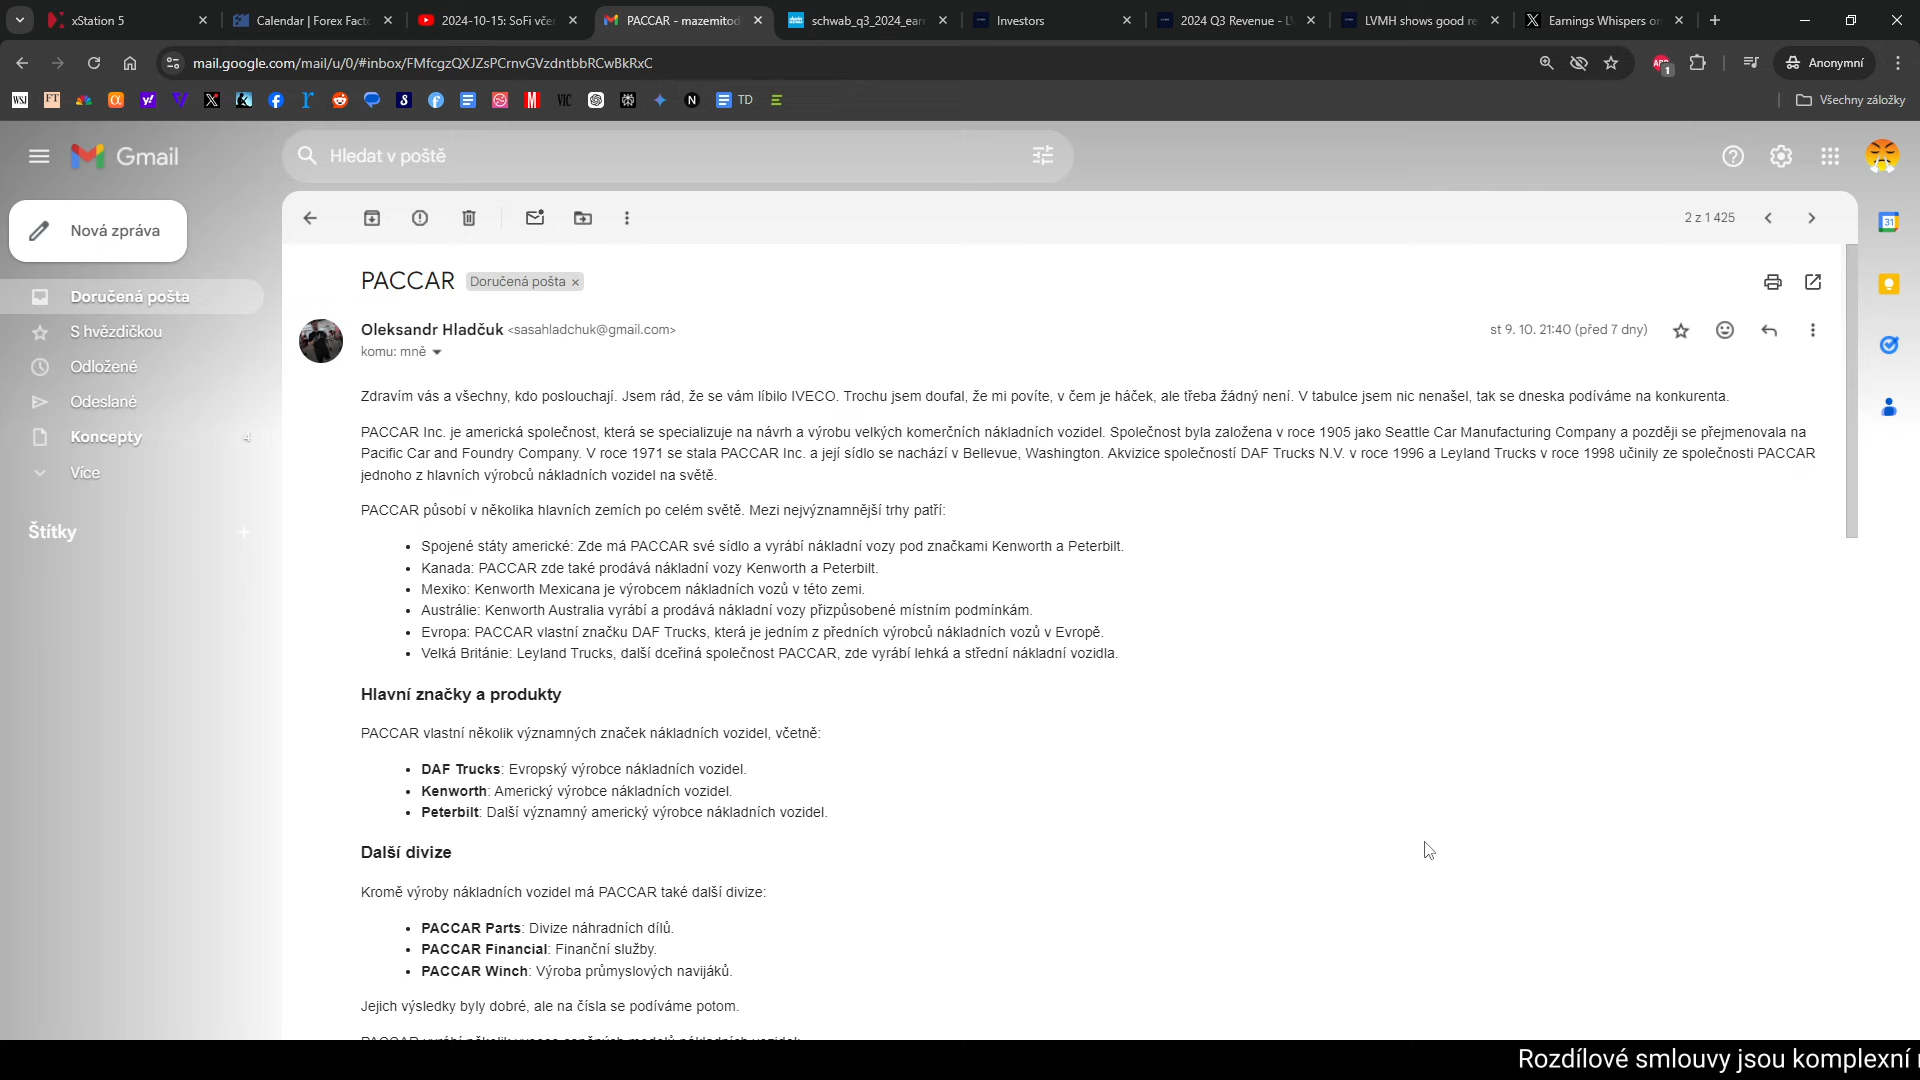 xStation 5
Calendar | Forex Facto
2024-10-15: SoFi vče
PACCAR - mazemitod
schwab_q3_2024_ear
Investors
2024 Q3 Revenue - LV
LVMH shows good re
Earnings Whispers on
mail.google.com/mail/u/0/#inbox/FMfcgzQXJZsPCrnvGVzdntbbRCwBkRxC
ABP
1
Anonymní
WSJ
FT
VIC
TD
Všechny záložky
Gmail
Hledat v poště
Nová zpráva
2 z 1 425
31
PACCAR
Doručená pošta ×
Doručená pošta
S hvězdičkou
Odložené
Odeslané
Koncepty 4
Více
Štítky
Oleksandr Hladčuk <sasahladchuk@gmail.com>
st 9. 10. 21:40 (před 7 dny)
komu: mně
Zdravím vás a všechny, kdo poslouchají. Jsem rád, že se vám líbilo IVECO. Trochu jsem doufal, že mi povíte, v čem je háček, ale třeba žádný není. V tabulce jsem nic nenašel, tak se dneska podíváme na konkurenta.
PACCAR Inc. je americká společnost, která se specializuje na návrh a výrobu velkých komerčních nákladních vozidel. Společnost byla založena v roce 1905 jako Seattle Car Manufacturing Company a později se přejmenovala na
Pacific Car and Foundry Company. V roce 1971 se stala PACCAR Inc. a její sídlo se nachází v Bellevue, Washington. Akvizice společností DAF Trucks N.V. v roce 1996 a Leyland Trucks v roce 1998 učinily ze společnosti PACCAR
jednoho z hlavních výrobců nákladních vozidel na světě.
PACCAR působí v několika hlavních zemích po celém světě. Mezi nejvýznamnější trhy patří:
• Spojené státy americké: Zde má PACCAR své sídlo a vyrábí nákladní vozy pod značkami Kenworth a Peterbilt.
• Kanada: PACCAR zde také prodává nákladní vozy Kenworth a Peterbilt.
• Mexiko: Kenworth Mexicana je výrobcem nákladních vozů v této zemi.
• Austrálie: Kenworth Australia vyrábí a prodává nákladní vozy přizpůsobené místním podmínkám.
• Evropa: PACCAR vlastní značku DAF Trucks, která je jedním z předních výrobců nákladních vozů v Evropě.
• Velká Británie: Leyland Trucks, další dceřiná společnost PACCAR, zde vyrábí lehká a střední nákladní vozidla.
Hlavní značky a produkty
PACCAR vlastní několik významných značek nákladních vozidel, včetně:
• DAF Trucks: Evropský výrobce nákladních vozidel.
• Kenworth: Americký výrobce nákladních vozidel.
• Peterbilt: Další významný americký výrobce nákladních vozidel.
Další divize
Kromě výroby nákladních vozidel má PACCAR také další divize:
• PACCAR Parts: Divize náhradních dílů.
• PACCAR Financial: Finanční služby.
• PACCAR Winch: Výroba průmyslových navijáků.
Jejich výsledky byly dobré, ale na čísla se podíváme potom.
Rozdílové smlouvy jsou komplexní